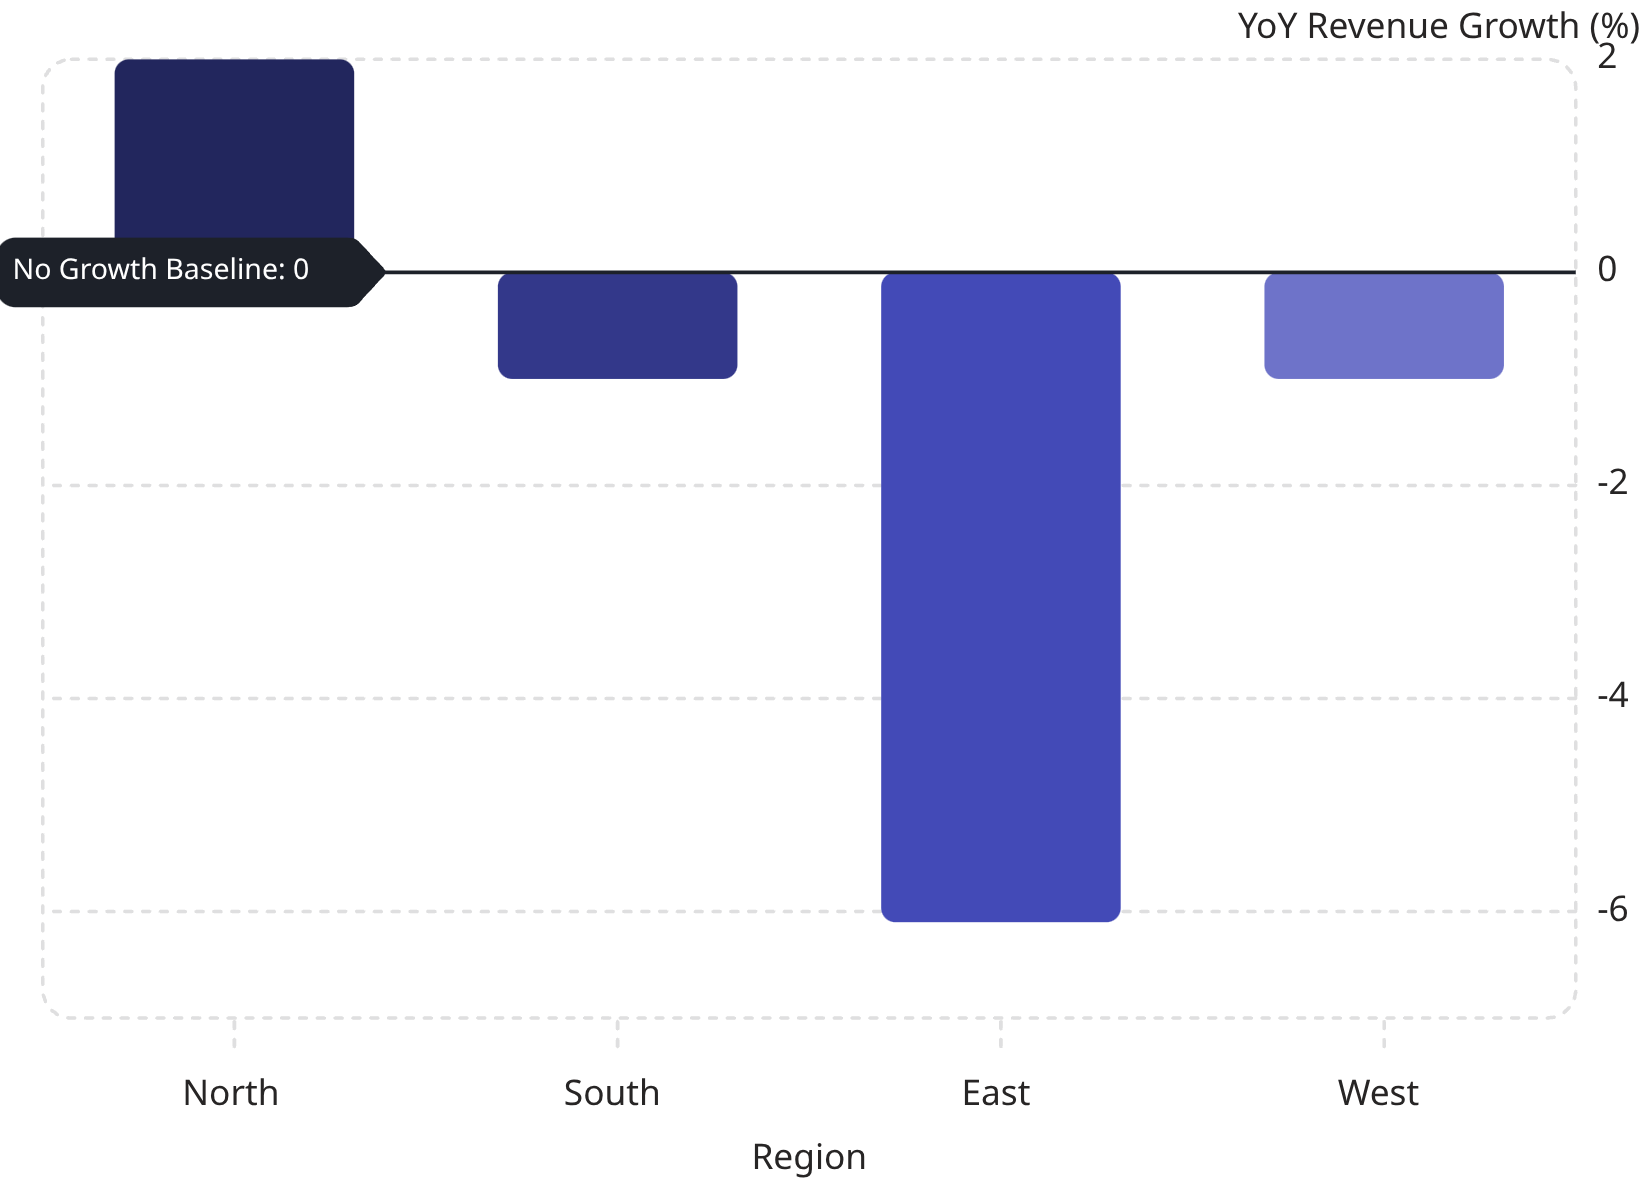 YoY Revenue Growth (%)
2
No Growth Baseline: 0
0
-2
-4
-6
North
South
East
West
Region